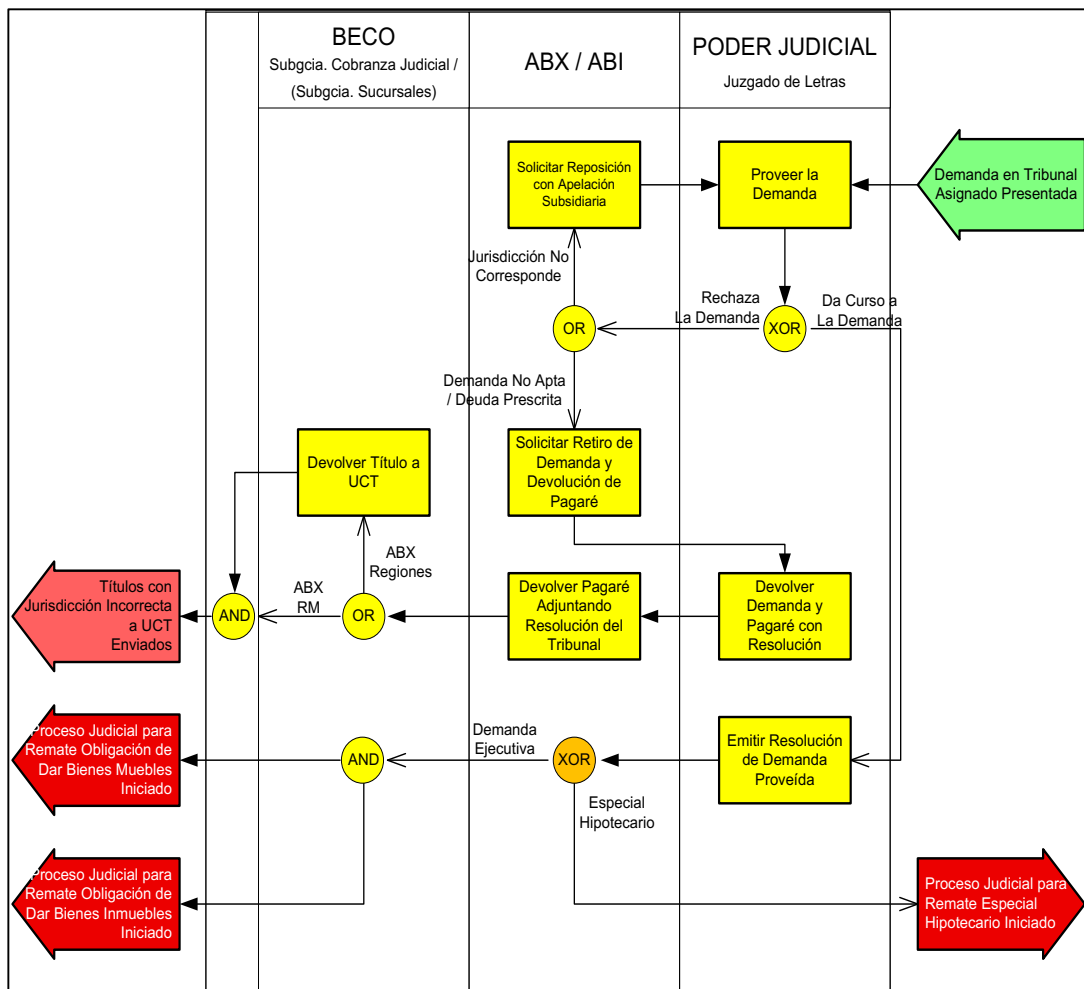 BECO
Subgcia. Cobranza Judicial /
(Subgcia. Sucursales)
ABX / ABI
PODER JUDICIAL
Juzgado de Letras
Solicitar Reposición
con Apelación
Subsidiaria
Proveer la
Demanda
Demanda en Tribunal
Asignado Presentada
Jurisdicción No
Corresponde
Rechaza
La Demanda
Da Curso a
La Demanda
OR
XOR
Demanda No Apta
/ Deuda Prescrita
Devolver Título a
UCT
Solicitar Retiro de
Demanda y
Devolución de
Pagaré
ABX
Regiones
ABX
RM
Títulos con
Jurisdicción Incorrecta
a UCT
Enviados
AND
OR
Devolver Pagaré
Adjuntando
Resolución del
Tribunal
Devolver
Demanda y
Pagaré con
Resolución
Proceso Judicial para
Remate Obligación de
Dar Bienes Muebles
Iniciado
AND
Demanda
Ejecutiva
XOR
Emitir Resolución
de Demanda
Proveída
Especial
Hipotecario
Proceso Judicial para
Remate Obligación de
Dar Bienes Inmuebles
Iniciado
Proceso Judicial para
Remate Especial
Hipotecario Iniciado